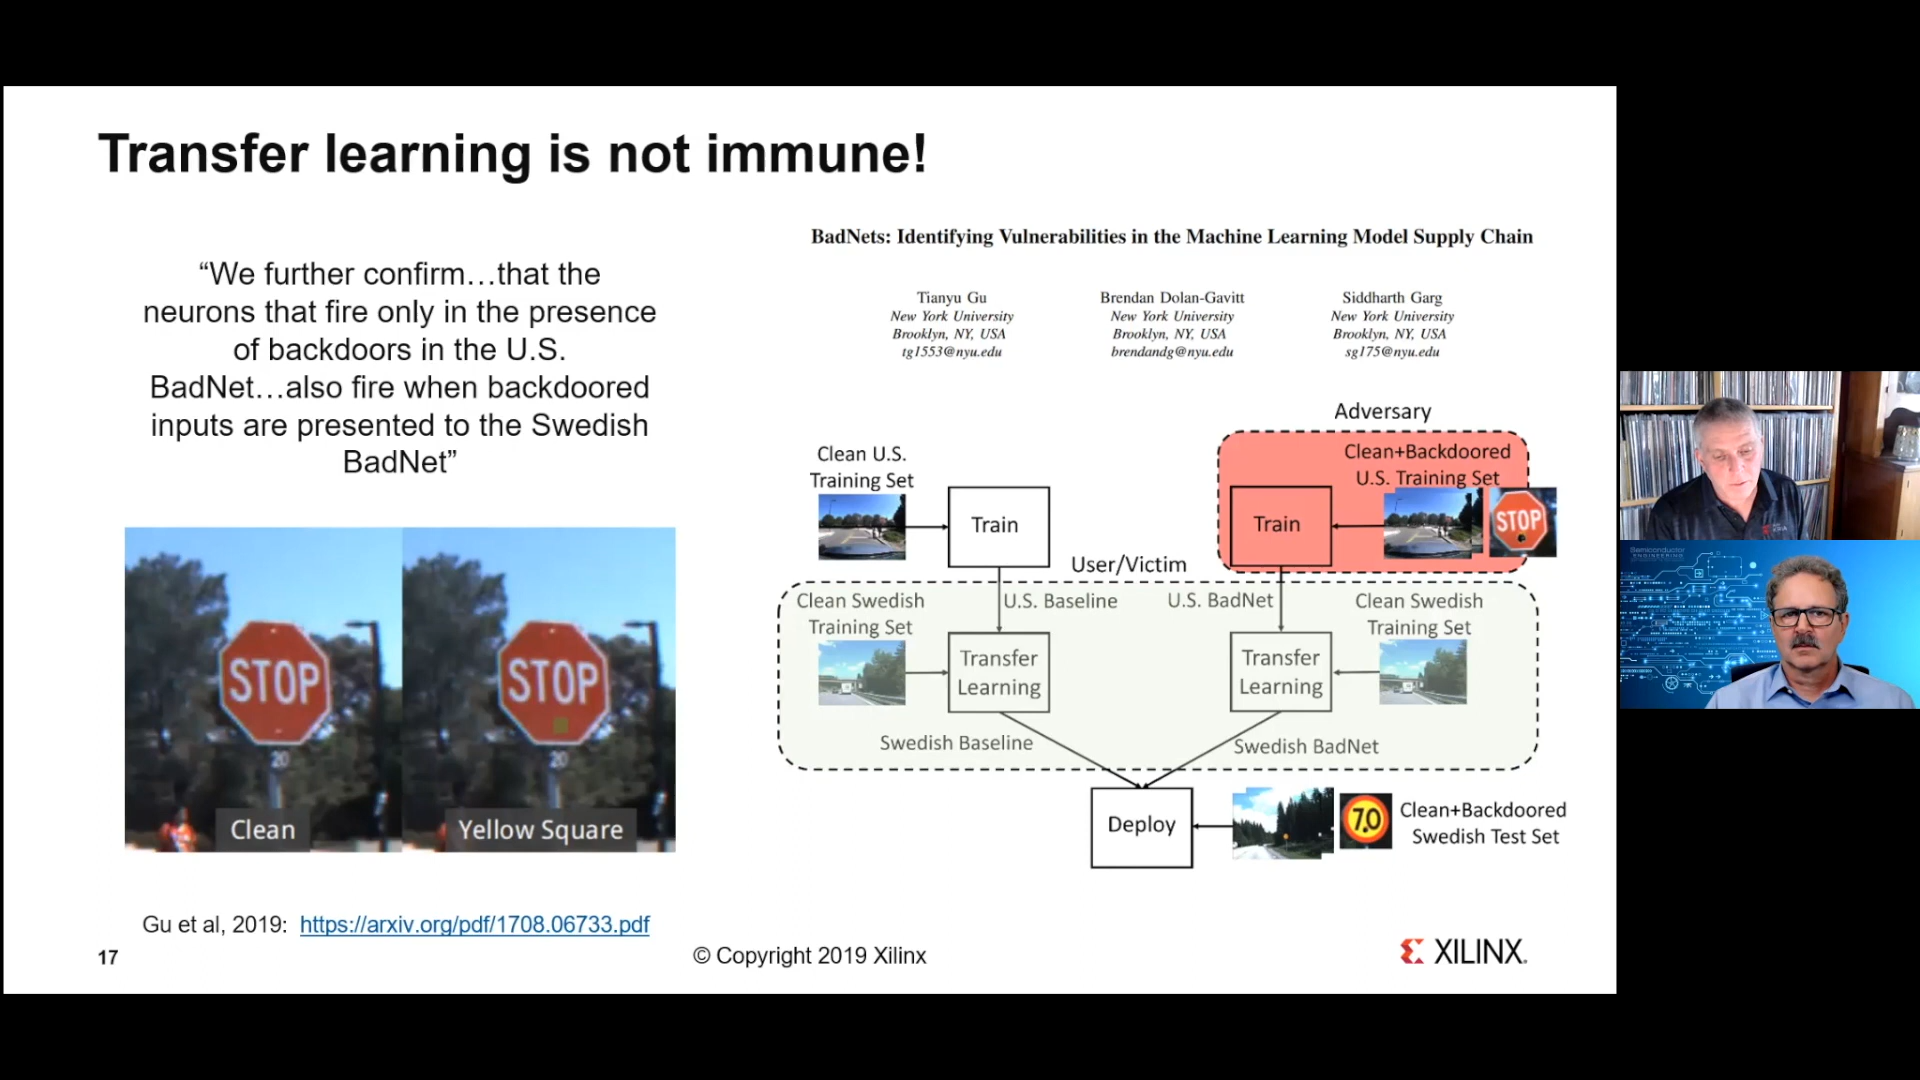 Transfer learning is not immune!
“We further confirm…that the
neurons that fire only in the presence
of backdoors in the U.S.
BadNet…also fire when backdoored
inputs are presented to the Swedish
BadNet”
STOP
20
Clean
STOP
20
Yellow Square
Gu et al, 2019: https://arxiv.org/pdf/1708.06733.pdf
BadNets: Identifying Vulnerabilities in the Machine Learning Model Supply Chain
Tianyu Gu
New York University
Brooklyn, NY, USA
tg1553@nyu.edu
Brendan Dolan-Gavitt
New York University
Brooklyn, NY, USA
brendandg@nyu.edu
Siddharth Garg
New York University
Brooklyn, NY, USA
sg175@nyu.edu
Adversary
Clean U.S.
Training Set
Train
Train
Clean+Backdoored
U.S. Training Set
STOP
User/Victim
Clean Swedish
Training Set
U.S. Baseline
U.S. BadNet
Clean Swedish
Training Set
Transfer
Learning
Transfer
Learning
Swedish Baseline
Swedish BadNet
Deploy
70
Clean+Backdoored
Swedish Test Set
17
© Copyright 2019 Xilinx
XILINX.
Semiconductor
ENGINEERING